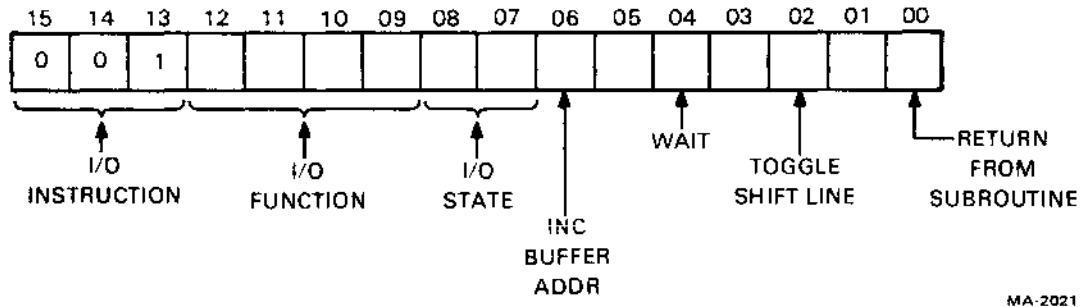 15 14 13 12 11 10 09 08 07 06 05 04 03 02 01 00
0 0 1
I/O INSTRUCTION
I/O FUNCTION
I/O STATE
INC BUFFER ADDR
WAIT
TOGGLE SHIFT LINE
RETURN FROM SUBROUTINE
MA-2021